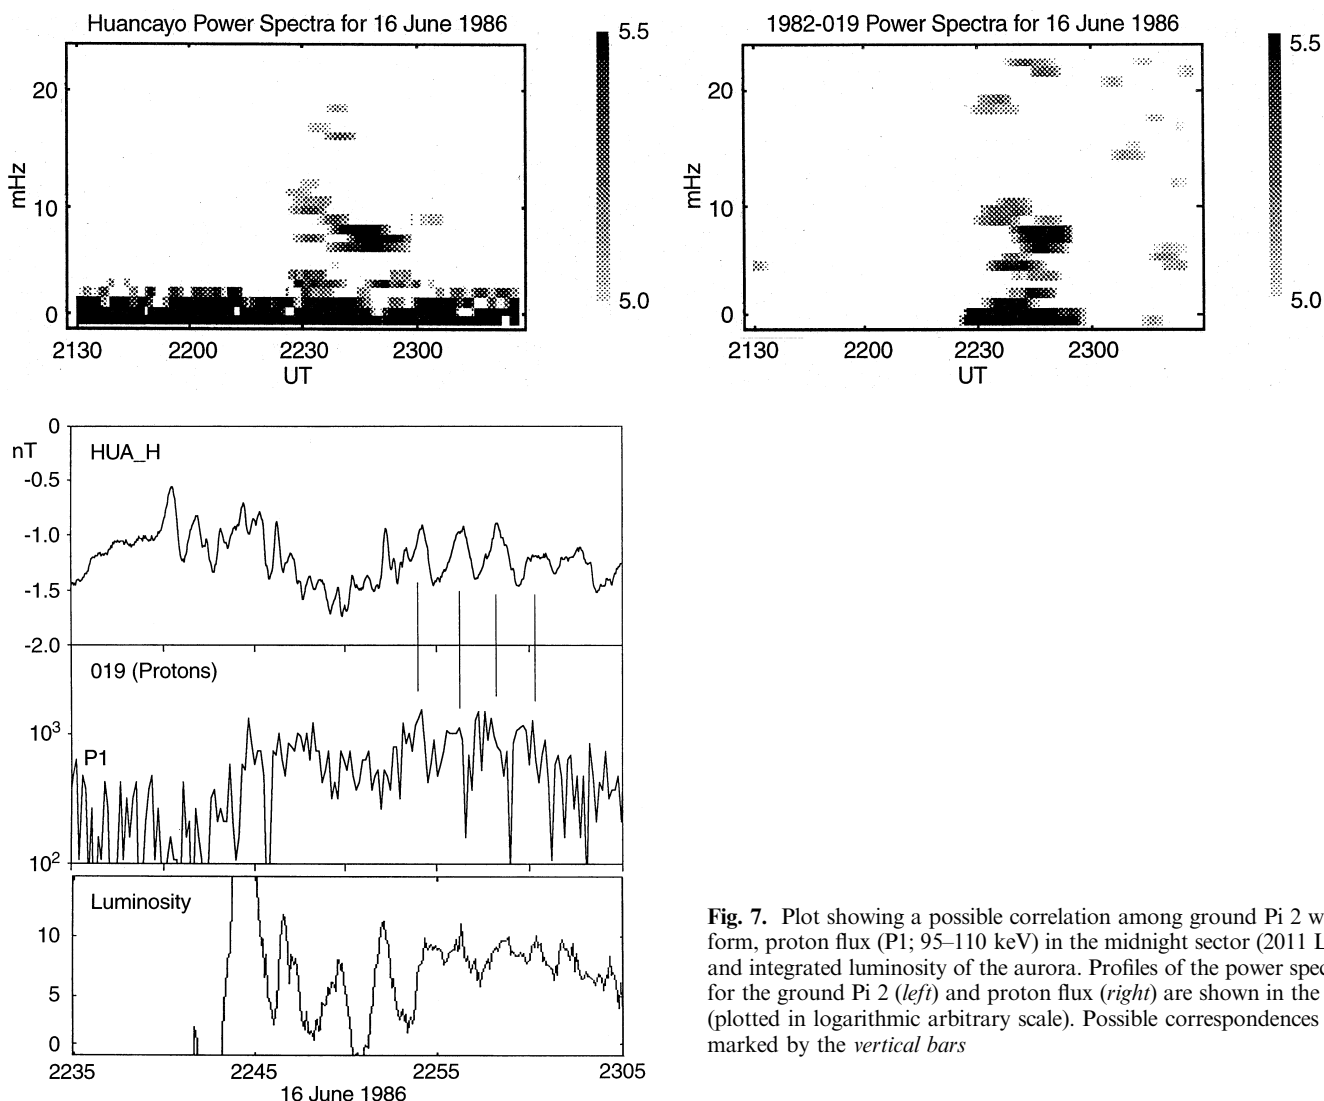 Huancayo Power Spectra for 16 June 1986
5.5
20
mHz
10
0
5.0
2130 2200 2230 2300
UT
1982-019 Power Spectra for 16 June 1986
5.5
20
mHz
10
0
5.0
2130 2200 2230 2300
UT
0
nT
HUA_H
-0.5
-1.0
-1.5
-2.0
019 (Protons)
10³
P1
10²
Luminosity
10
5
0
2235 2245 2255 2305
16 June 1986
Fig. 7. Plot showing a possible correlation among ground Pi 2 w
form, proton flux (P1; 95–110 keV) in the midnight sector (2011 L
and integrated luminosity of the aurora. Profiles of the power spec
for the ground Pi 2 (left) and proton flux (right) are shown in the
(plotted in logarithmic arbitrary scale). Possible correspondences
marked by the vertical bars